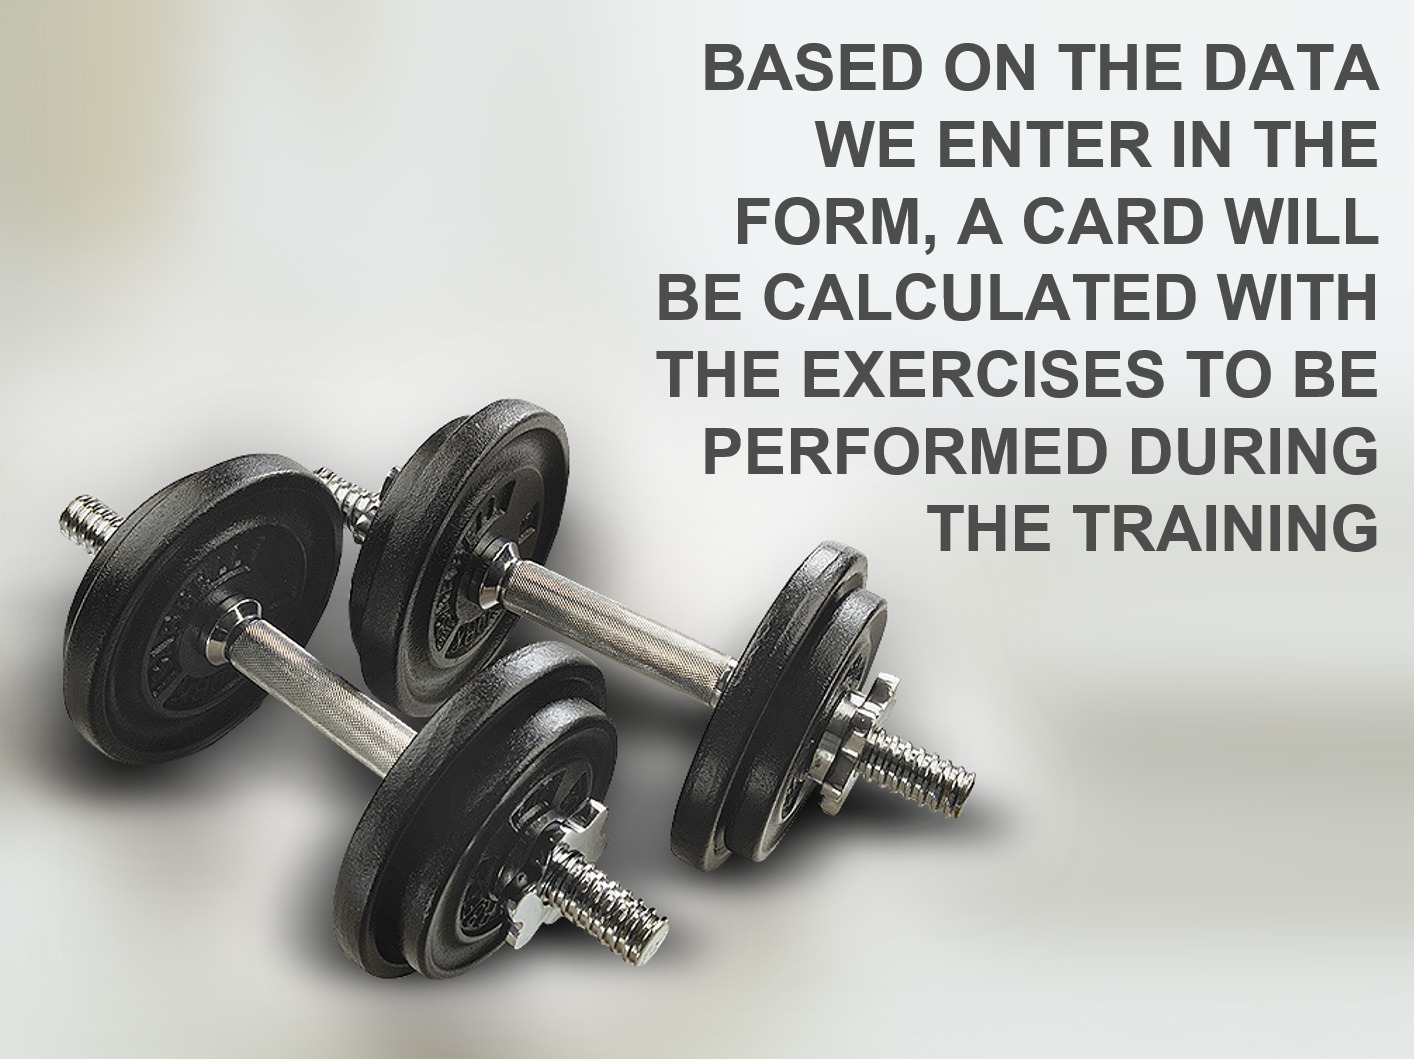 BASED ON THE DATA
WE ENTER IN THE
FORM, A CARD WILL
BE CALCULATED WITH
THE EXERCISES TO BE
PERFORMED DURING
THE TRAINING